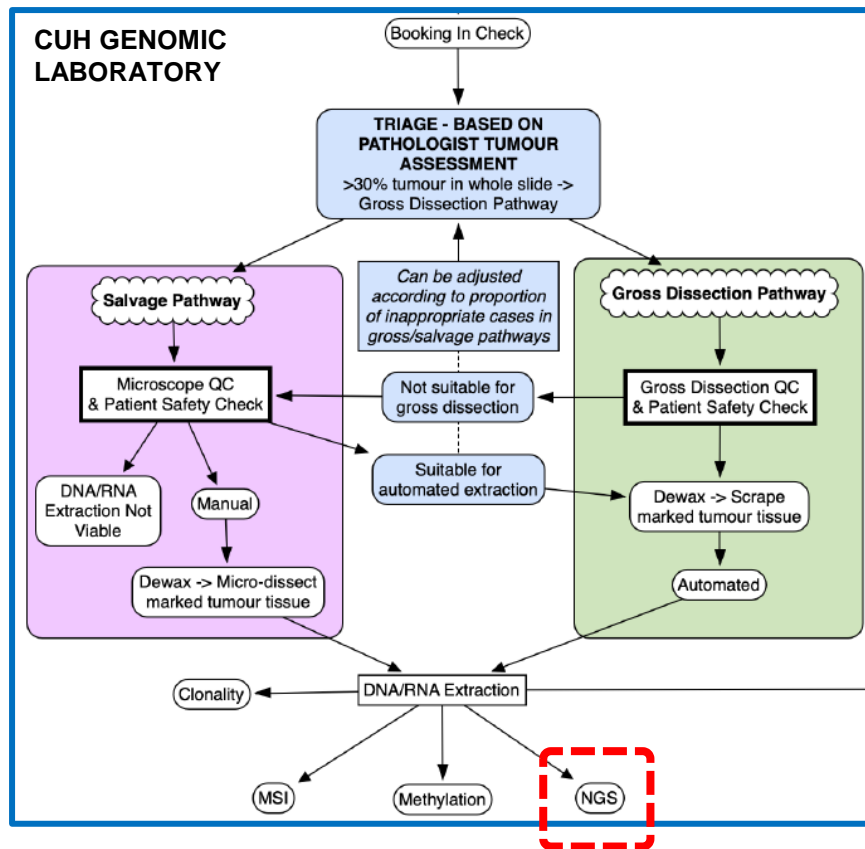 CUH GENOMIC
LABORATORY
Booking In Check
TRIAGE - BASED ON
PATHOLOGIST TUMOUR
ASSESSMENT
>30% tumour in whole slide ->
Gross Dissection Pathway
Salvage Pathway
Can be adjusted
according to proportion
of inappropriate cases in
gross/salvage pathways
Gross Dissection Pathway
Microscope QC
& Patient Safety Check
Not suitable for
gross dissection
Gross Dissection QC
& Patient Safety Check
DNA/RNA
Extraction Not
Viable
Manual
Suitable for
automated extraction
Dewax -> Scrape
marked tumour tissue
Dewax -> Micro-dissect
marked tumour tissue
Automated
Clonality
DNA/RNA Extraction
MSI
Methylation
NGS